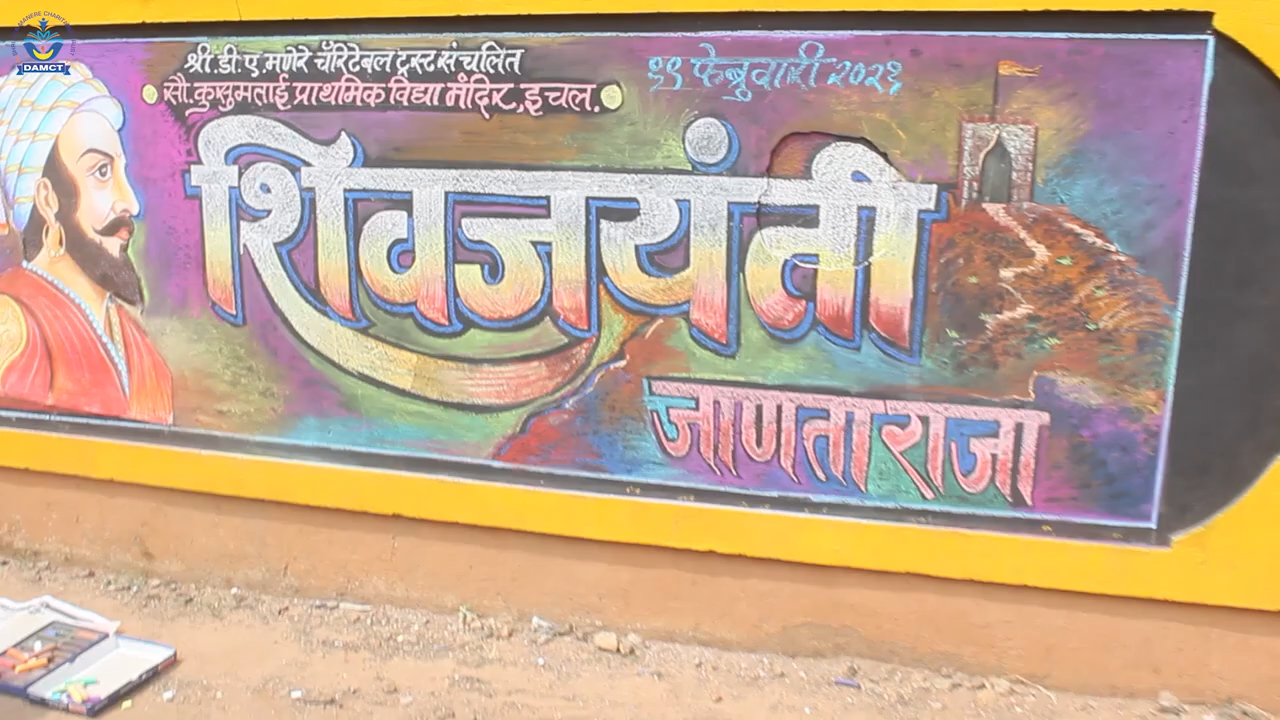 श्री डी. ए मणेरे चॅरिटेबल ट्रस्ट संचलित
सौ. कुसुमताई प्राथमिक विद्या मंदिर, इचल.
१९ फेब्रुवारी २०२१
शिवजयंती
जाणता राजा
DAMCT